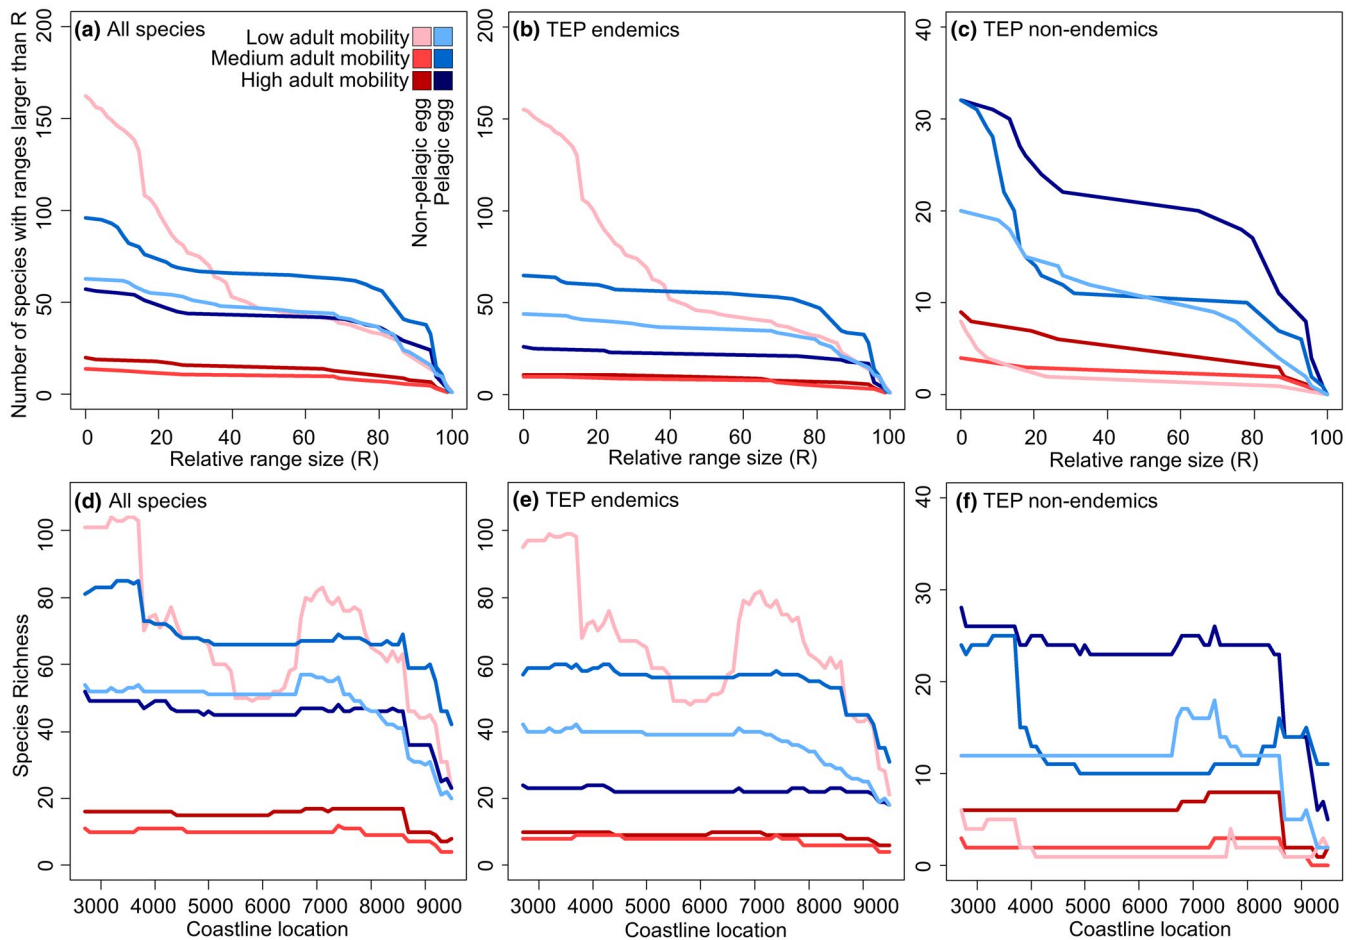 (a) All species
Low adult mobility
Medium adult mobility
High adult mobility
Non-pelagic egg
Pelagic egg
Number of species with ranges larger than R
0 50 100 150 200
0 20 40 60 80 100
Relative range size (R)
(b) TEP endemics
0 50 100 150 200
0 20 40 60 80 100
Relative range size (R)
(c) TEP non-endemics
0 10 20 30 40
0 20 40 60 80 100
Relative range size (R)
(d) All species
Species Richness
0 20 40 60 80 100
3000 4000 5000 6000 7000 8000 9000
Coastline location
(e) TEP endemics
0 20 40 60 80 100
3000 4000 5000 6000 7000 8000 9000
Coastline location
(f) TEP non-endemics
0 10 20 30 40
3000 4000 5000 6000 7000 8000 9000
Coastline location